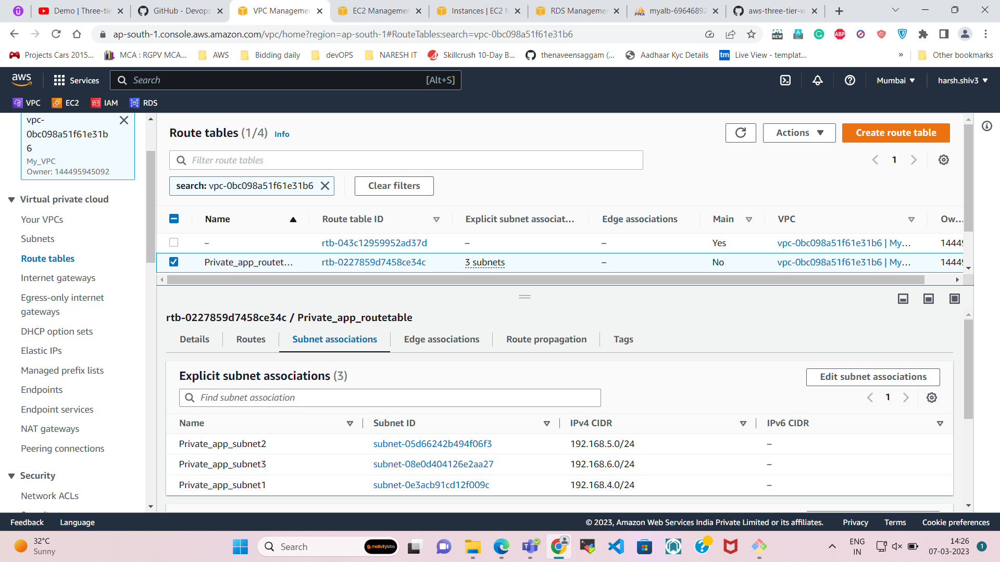 Demo | Three-tie
GitHub - Devops
VPC Managemen
EC2 Managemen
Instances | EC2 M
RDS Managemen
PMA
myalb-69646892
aws-three-tier-w
ap-south-1.console.aws.amazon.com/vpc/home?region=ap-south-1#RouteTables:search=vpc-0bc098a51f61e31b6
NEW
ABP
Projects Cars 2015...
MCA : RGPV MCA...
AWS
Bidding daily
devOPS
NARESH IT
Skillcrush 10-Day B...
thenaveensaggam (...
Aadhaar Kyc Details
tm
Live View - templat...
»
Other bookmarks
aws
Services
Search
[Alt+S]
Mumbai
harsh.shiv3
VPC
EC2
IAM
RDS
vpc-
0bc098a51f61e31b
6
My_VPC
Owner: 144495945092
Virtual private cloud
Your VPCs
Subnets
Route tables
Internet gateways
Egress-only internet
gateways
DHCP option sets
Elastic IPs
Managed prefix lists
Endpoints
Endpoint services
NAT gateways
Peering connections
Security
Network ACLs
Route tables (1/4) Info
Actions
Create route table
Filter route tables
1
search: vpc-0bc098a51f61e31b6
Clear filters
Name Route table ID Explicit subnet associat... Edge associations Main VPC Ow...
– rtb-043c12959952ad37d – – Yes vpc-0bc098a51f61e31b6 | My... 1444
Private_app_routet... rtb-0227859d7458ce34c 3 subnets – No vpc-0bc098a51f61e31b6 | My... 1444
rtb-0227859d7458ce34c / Private_app_routetable
Details Routes Subnet associations Edge associations Route propagation Tags
Explicit subnet associations (3)
Edit subnet associations
Find subnet association
1
Name Subnet ID IPv4 CIDR IPv6 CIDR
Private_app_subnet2 subnet-05d66242b494f06f3 192.168.5.0/24 –
Private_app_subnet3 subnet-08e0d404126e2aa27 192.168.6.0/24 –
Private_app_subnet1 subnet-0e3acb91cd12f009c 192.168.4.0/24 –
Feedback Language
© 2023, Amazon Web Services India Private Limited or its affiliates. Privacy Terms Cookie preferences
32°C
Sunny
Search
motivitylabs
ENG
IN
14:26
07-03-2023
1